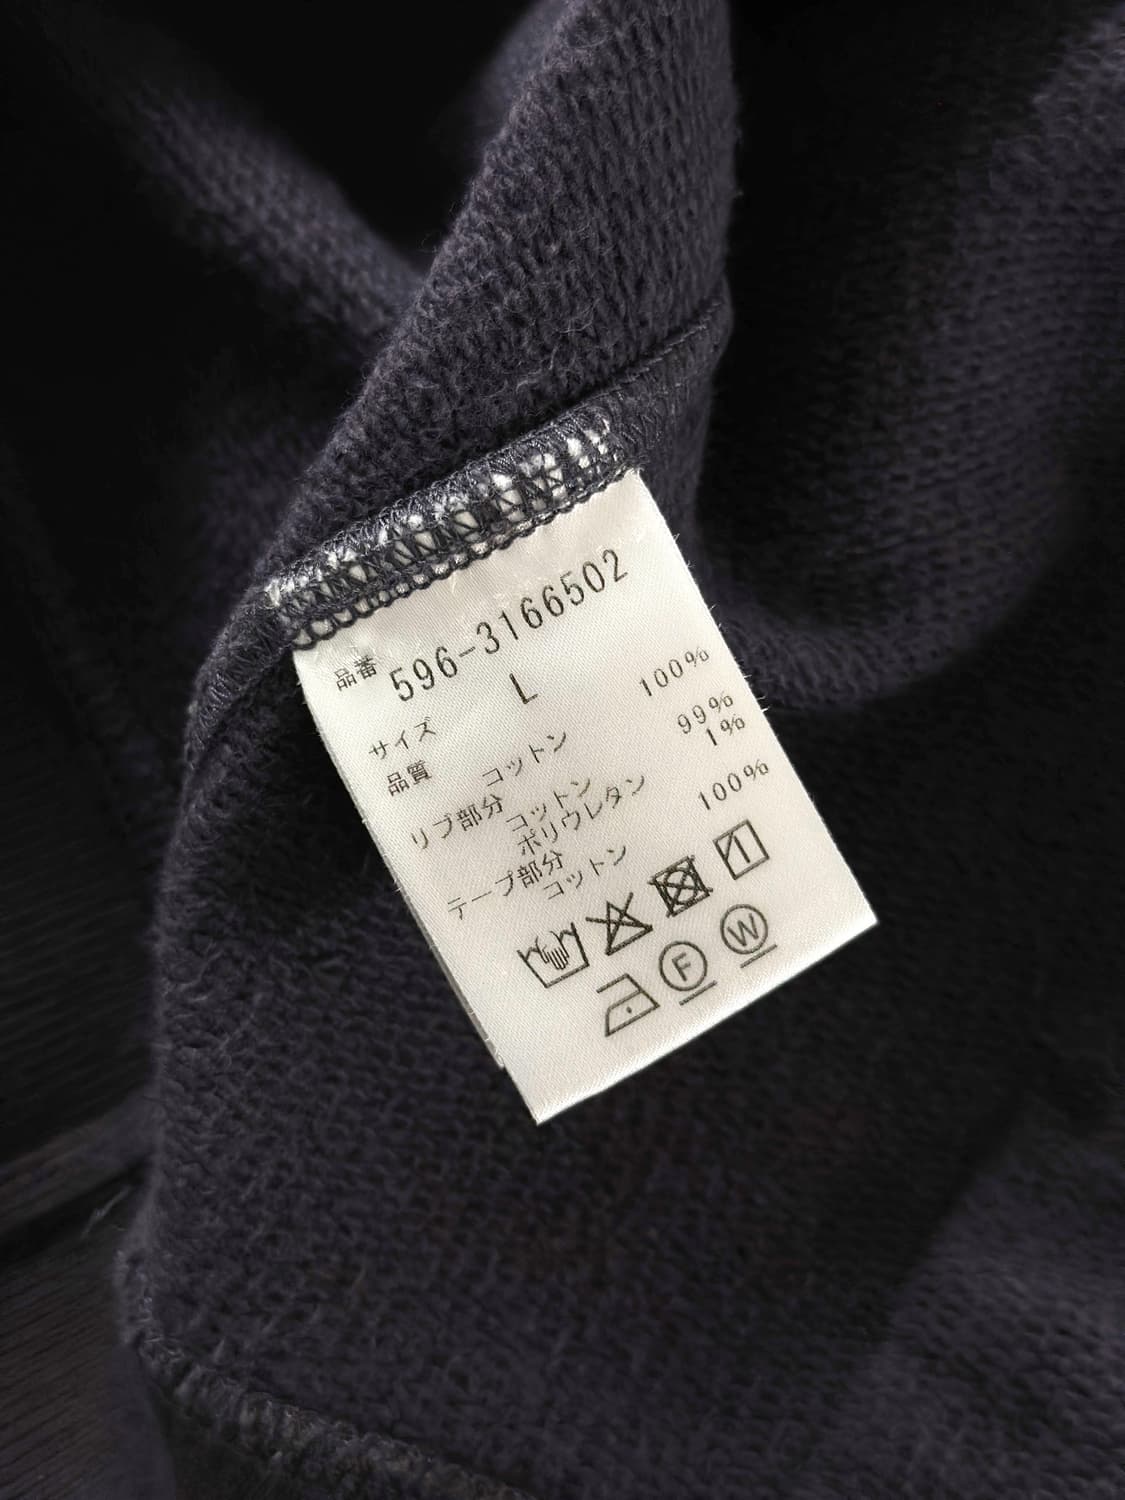 品番 596-3166502
サイズ L
品質 コットン 100%
リブ部分
コットン 99%
ポリウレタン 1%
テープ部分
コットン 100%
F W